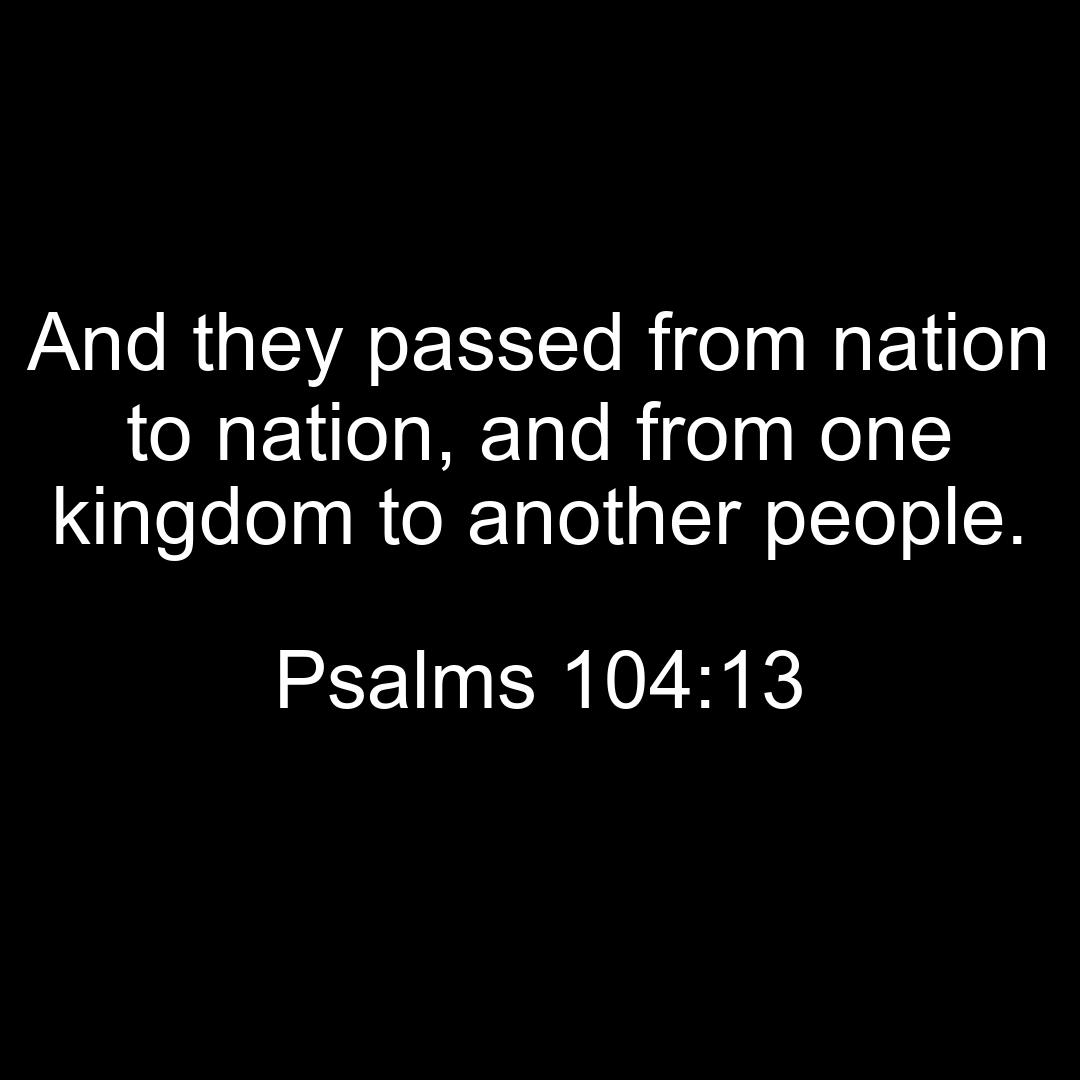 And they passed from nation
to nation, and from one
kingdom to another people.
Psalms 104:13